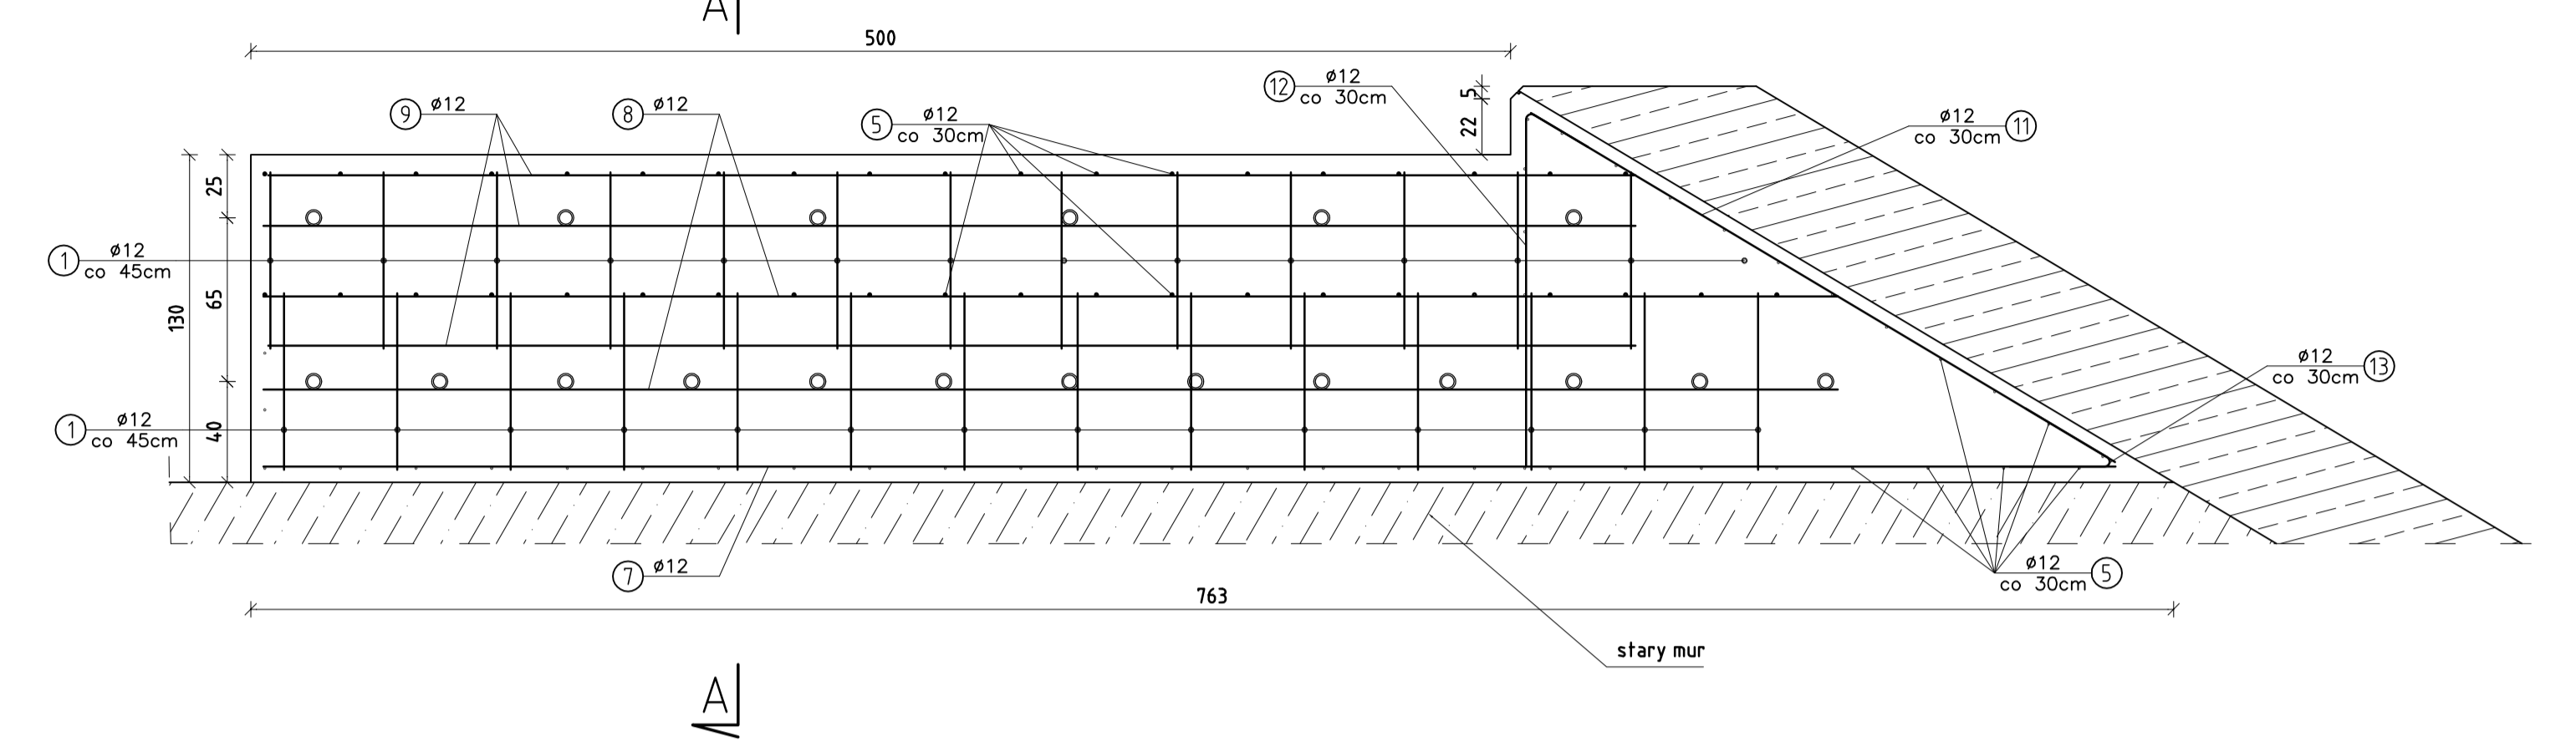 A
500
12 ø12
co 30cm
5
22
9 ø12
8 ø12
5 ø12
co 30cm
ø12 11
co 30cm
25
1 ø12
co 45cm
65
130
ø12 13
co 30cm
1 ø12
co 45cm
40
7 ø12
ø12 5
co 30cm
763
stary mur
A